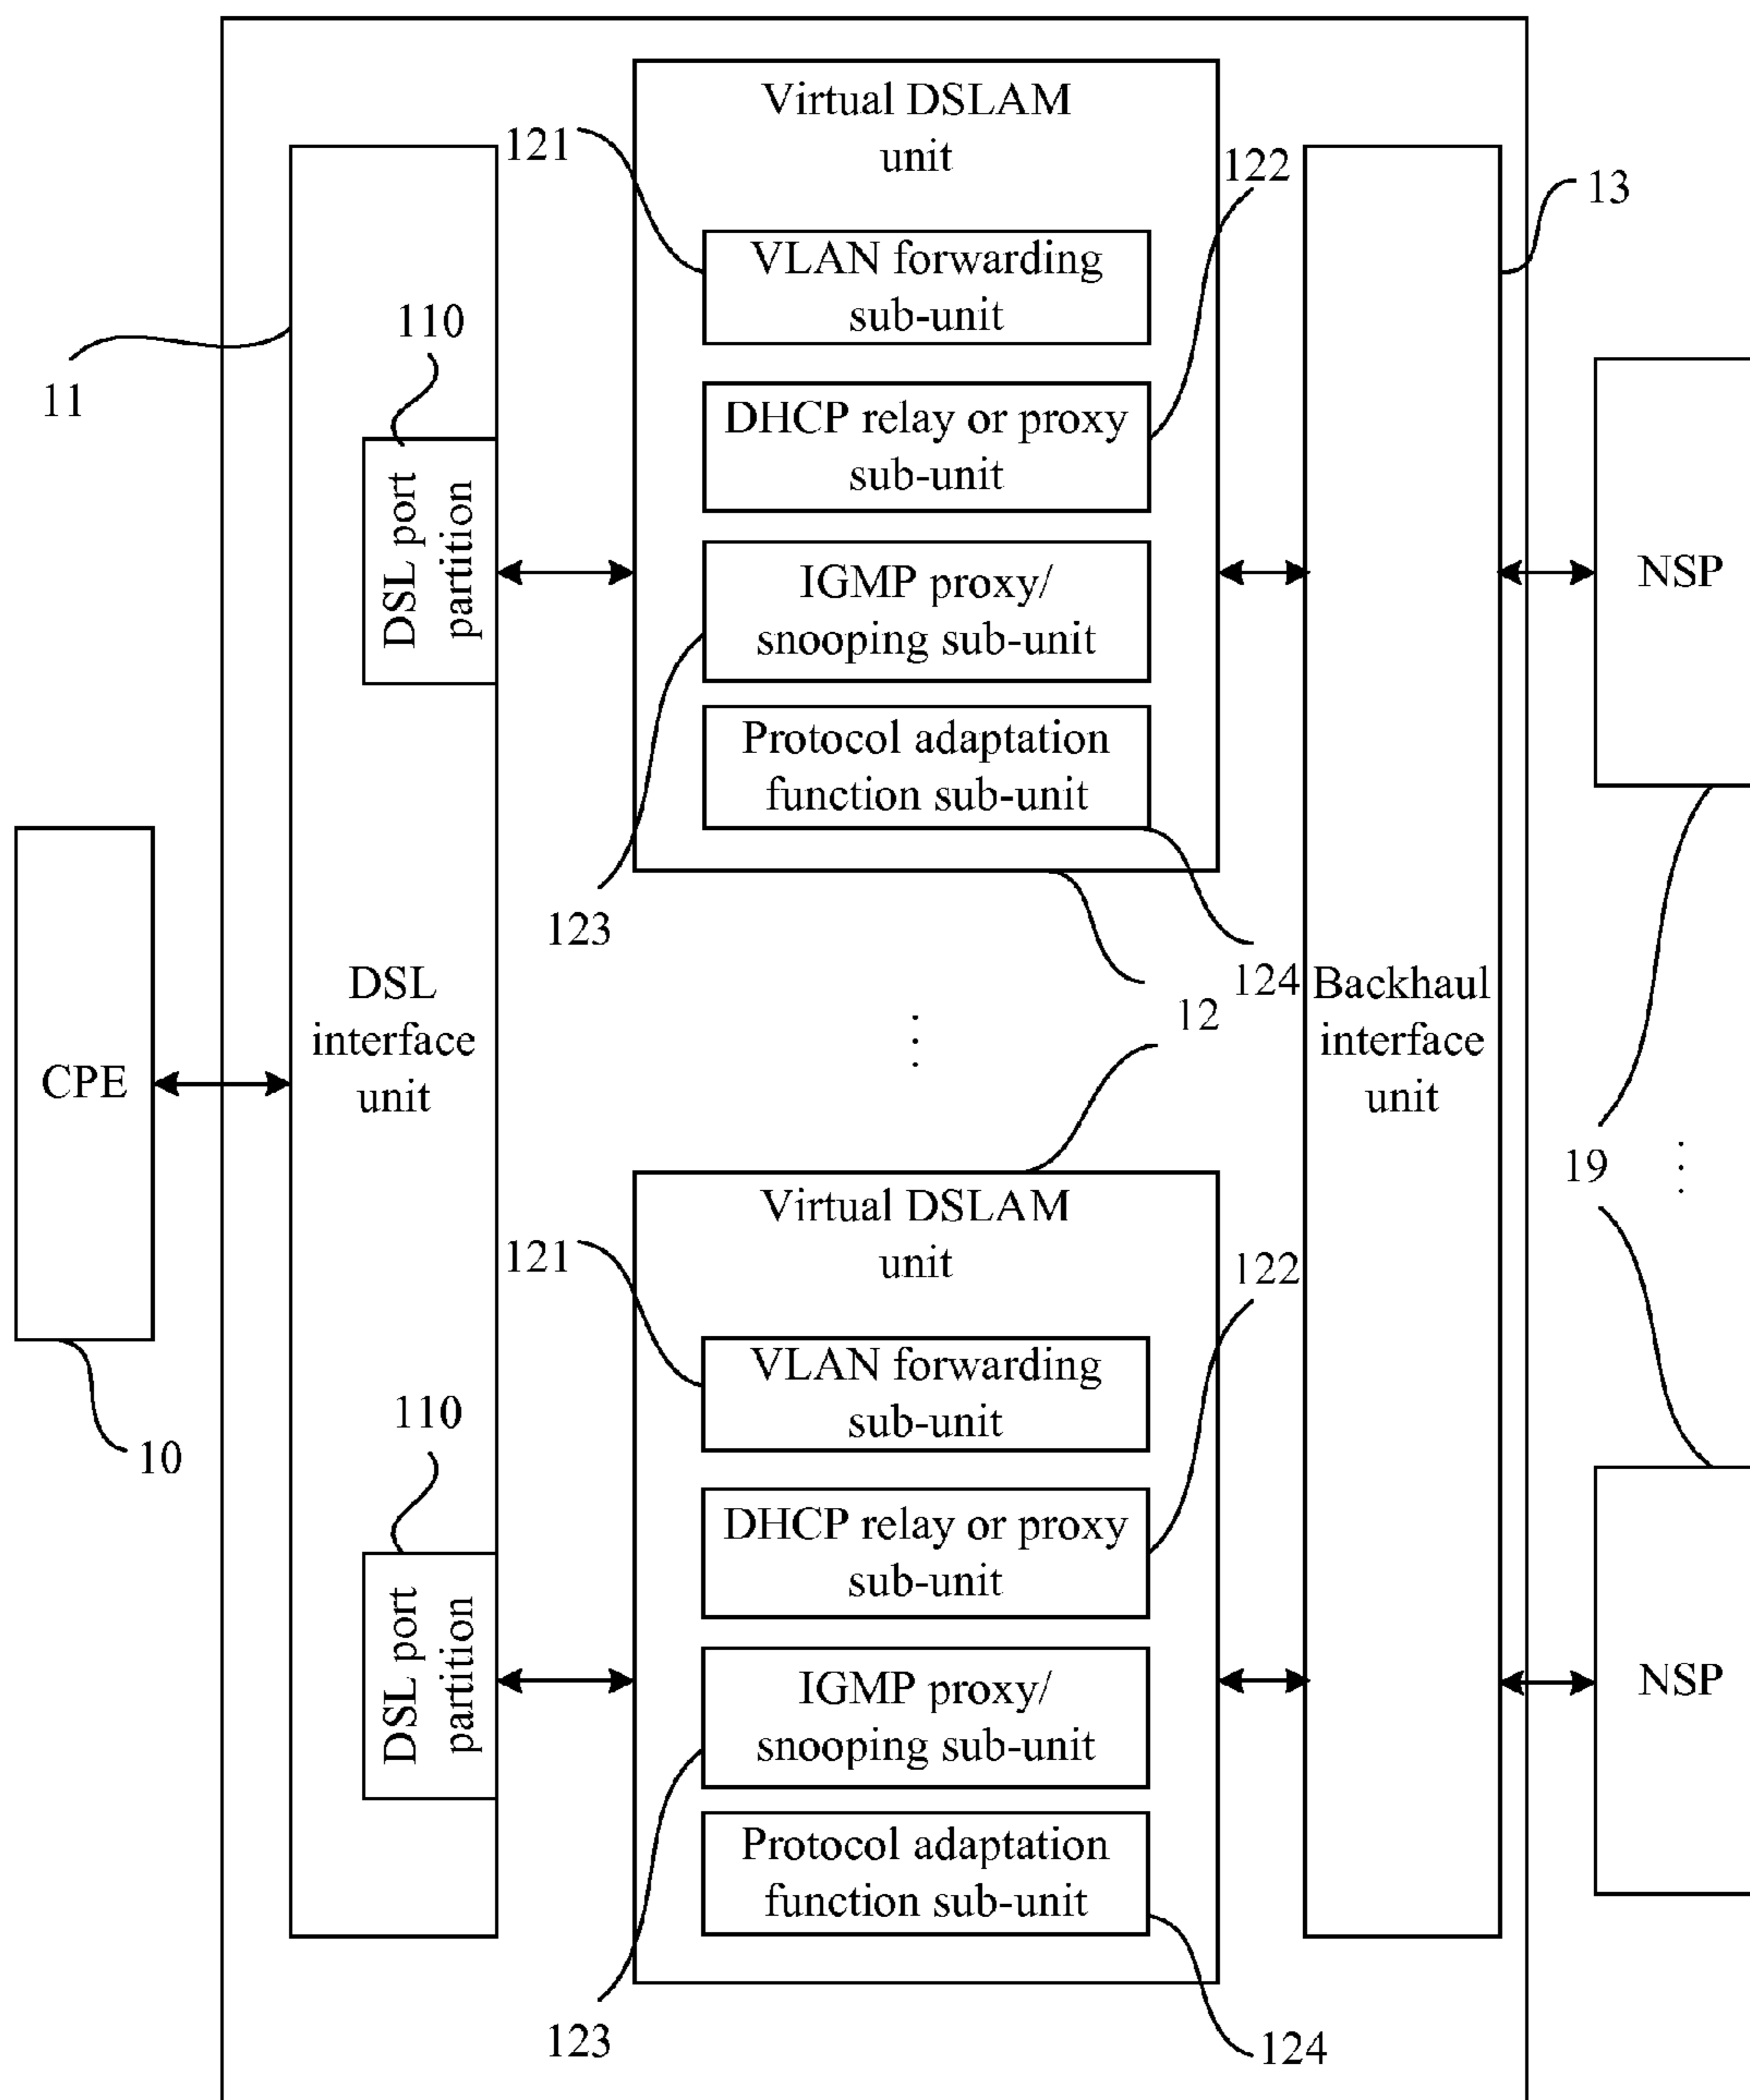 Virtual DSLAM
unit
121
122
13
VLAN forwarding
sub-unit
110
11
DHCP relay or proxy
sub-unit
DSL port
partition
IGMP proxy/
snooping sub-unit
NSP
Protocol adaptation
function sub-unit
123
124
12
DSL
interface
unit
Backhaul
interface
unit
CPE
⋮
19
⋮
Virtual DSLAM
unit
121
122
VLAN forwarding
sub-unit
110
10
DHCP relay or proxy
sub-unit
DSL port
partition
IGMP proxy/
snooping sub-unit
NSP
Protocol adaptation
function sub-unit
123
124